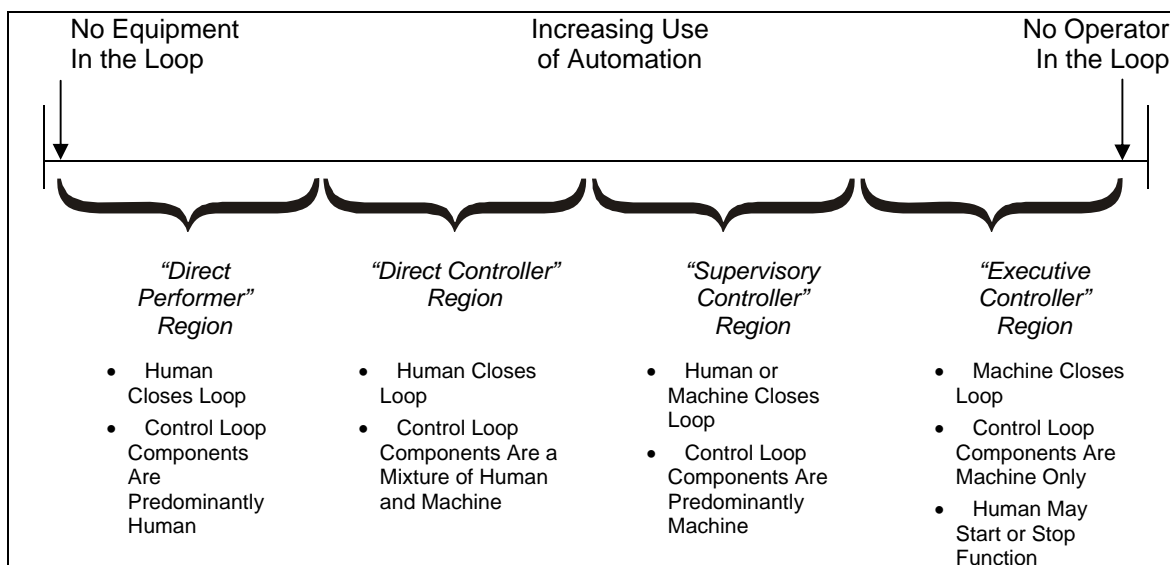 No Equipment
In the Loop
Increasing Use
of Automation
No Operator
In the Loop
“Direct
Performer”
Region
• Human
Closes Loop
• Control Loop
Components
Are
Predominantly
Human
“Direct Controller”
Region
• Human Closes
Loop
• Control Loop
Components Are a
Mixture of Human
and Machine
“Supervisory
Controller”
Region
• Human or
Machine Closes
Loop
• Control Loop
Components Are
Predominantly
Machine
“Executive
Controller”
Region
• Machine Closes
Loop
• Control Loop
Components Are
Machine Only
• Human May
Start or Stop
Function